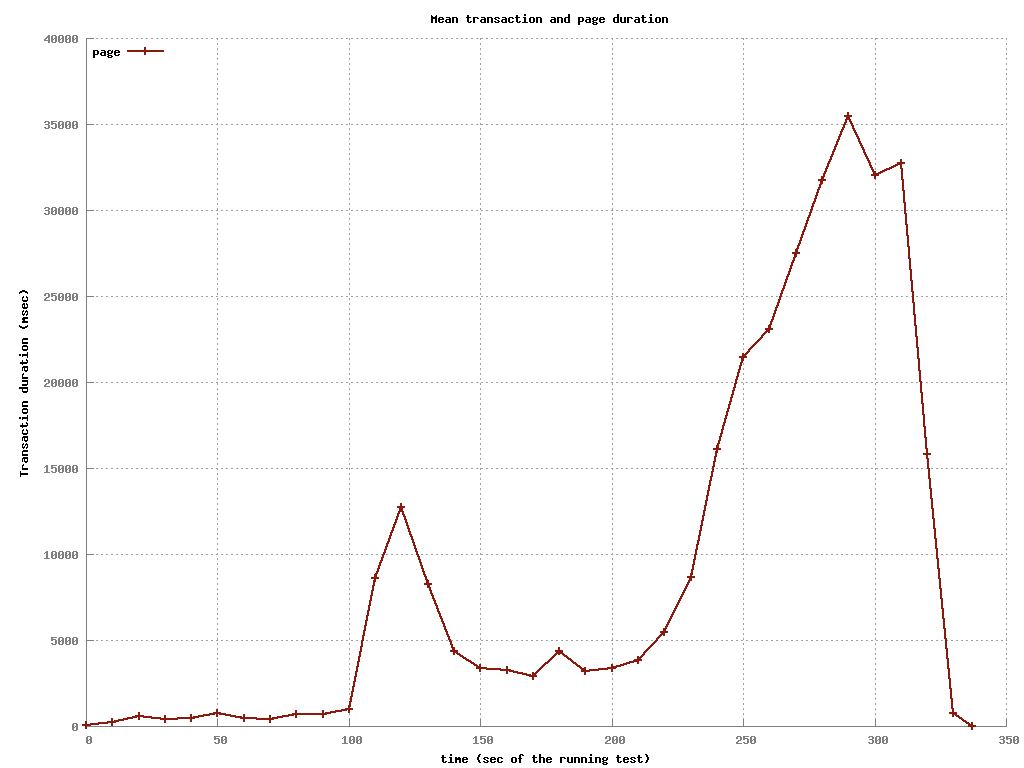 Mean transaction and page duration
page
40000
35000
30000
25000
20000
15000
10000
5000
0
Transaction duration (msec)
0 50 100 150 200 250 300 350
time (sec of the running test)